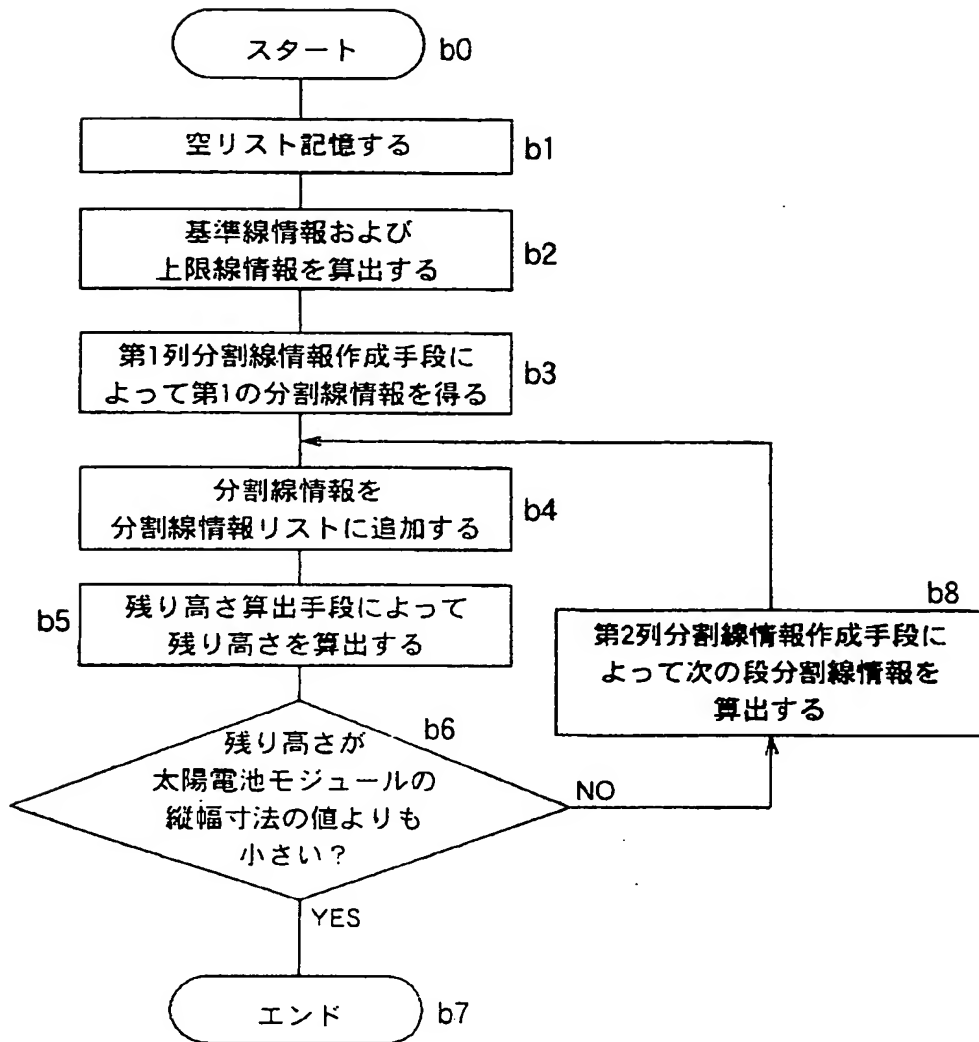 スタート
b0
空リスト記憶する
b1
基準線情報および
上限線情報を算出する
b2
第1列分割線情報作成手段に
よって第1の分割線情報を得る
b3
分割線情報を
分割線情報リストに追加する
b4
b5
残り高さ算出手段によって
残り高さを算出する
b6
残り高さが
太陽電池モジュールの
縦幅寸法の値よりも
小さい？
NO
YES
b8
第2列分割線情報作成手段に
よって次の段分割線情報を
算出する
エンド
b7